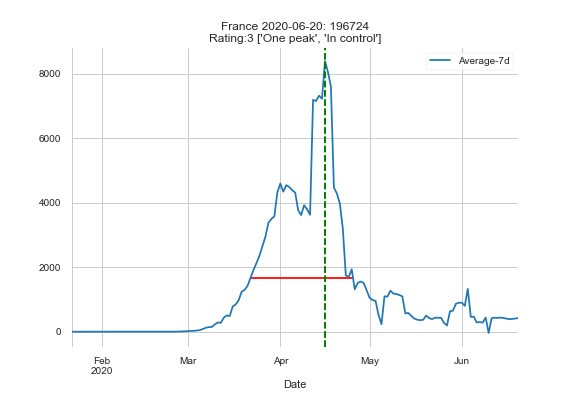 France 2020-06-20: 196724
Rating:3 ['One peak', 'In control']
Average-7d
8000
6000
4000
2000
0
Feb
2020
Mar
Apr
May
Jun
Date